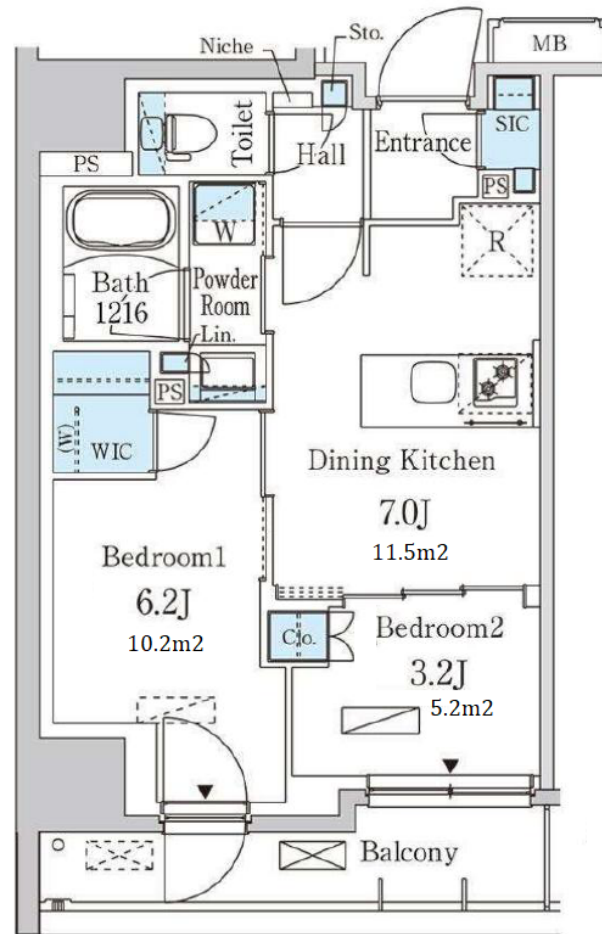 Sto.
Niche
MB
Toilet
Hall
Entrance
SIC
PS
PS
R
W
Bath
1216
Powder
Room
Lin.
PS
(W)
WIC
Dining Kitchen
7.0J
11.5m2
Bedroom1
6.2J
10.2m2
Clo.
Bedroom2
3.2J
5.2m2
Balcony